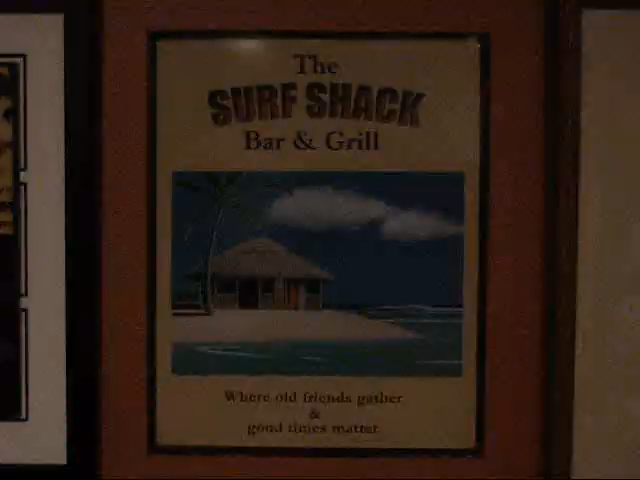 The
SURF SHACK
Bar & Grill
Where old friends gather
&
good times matter